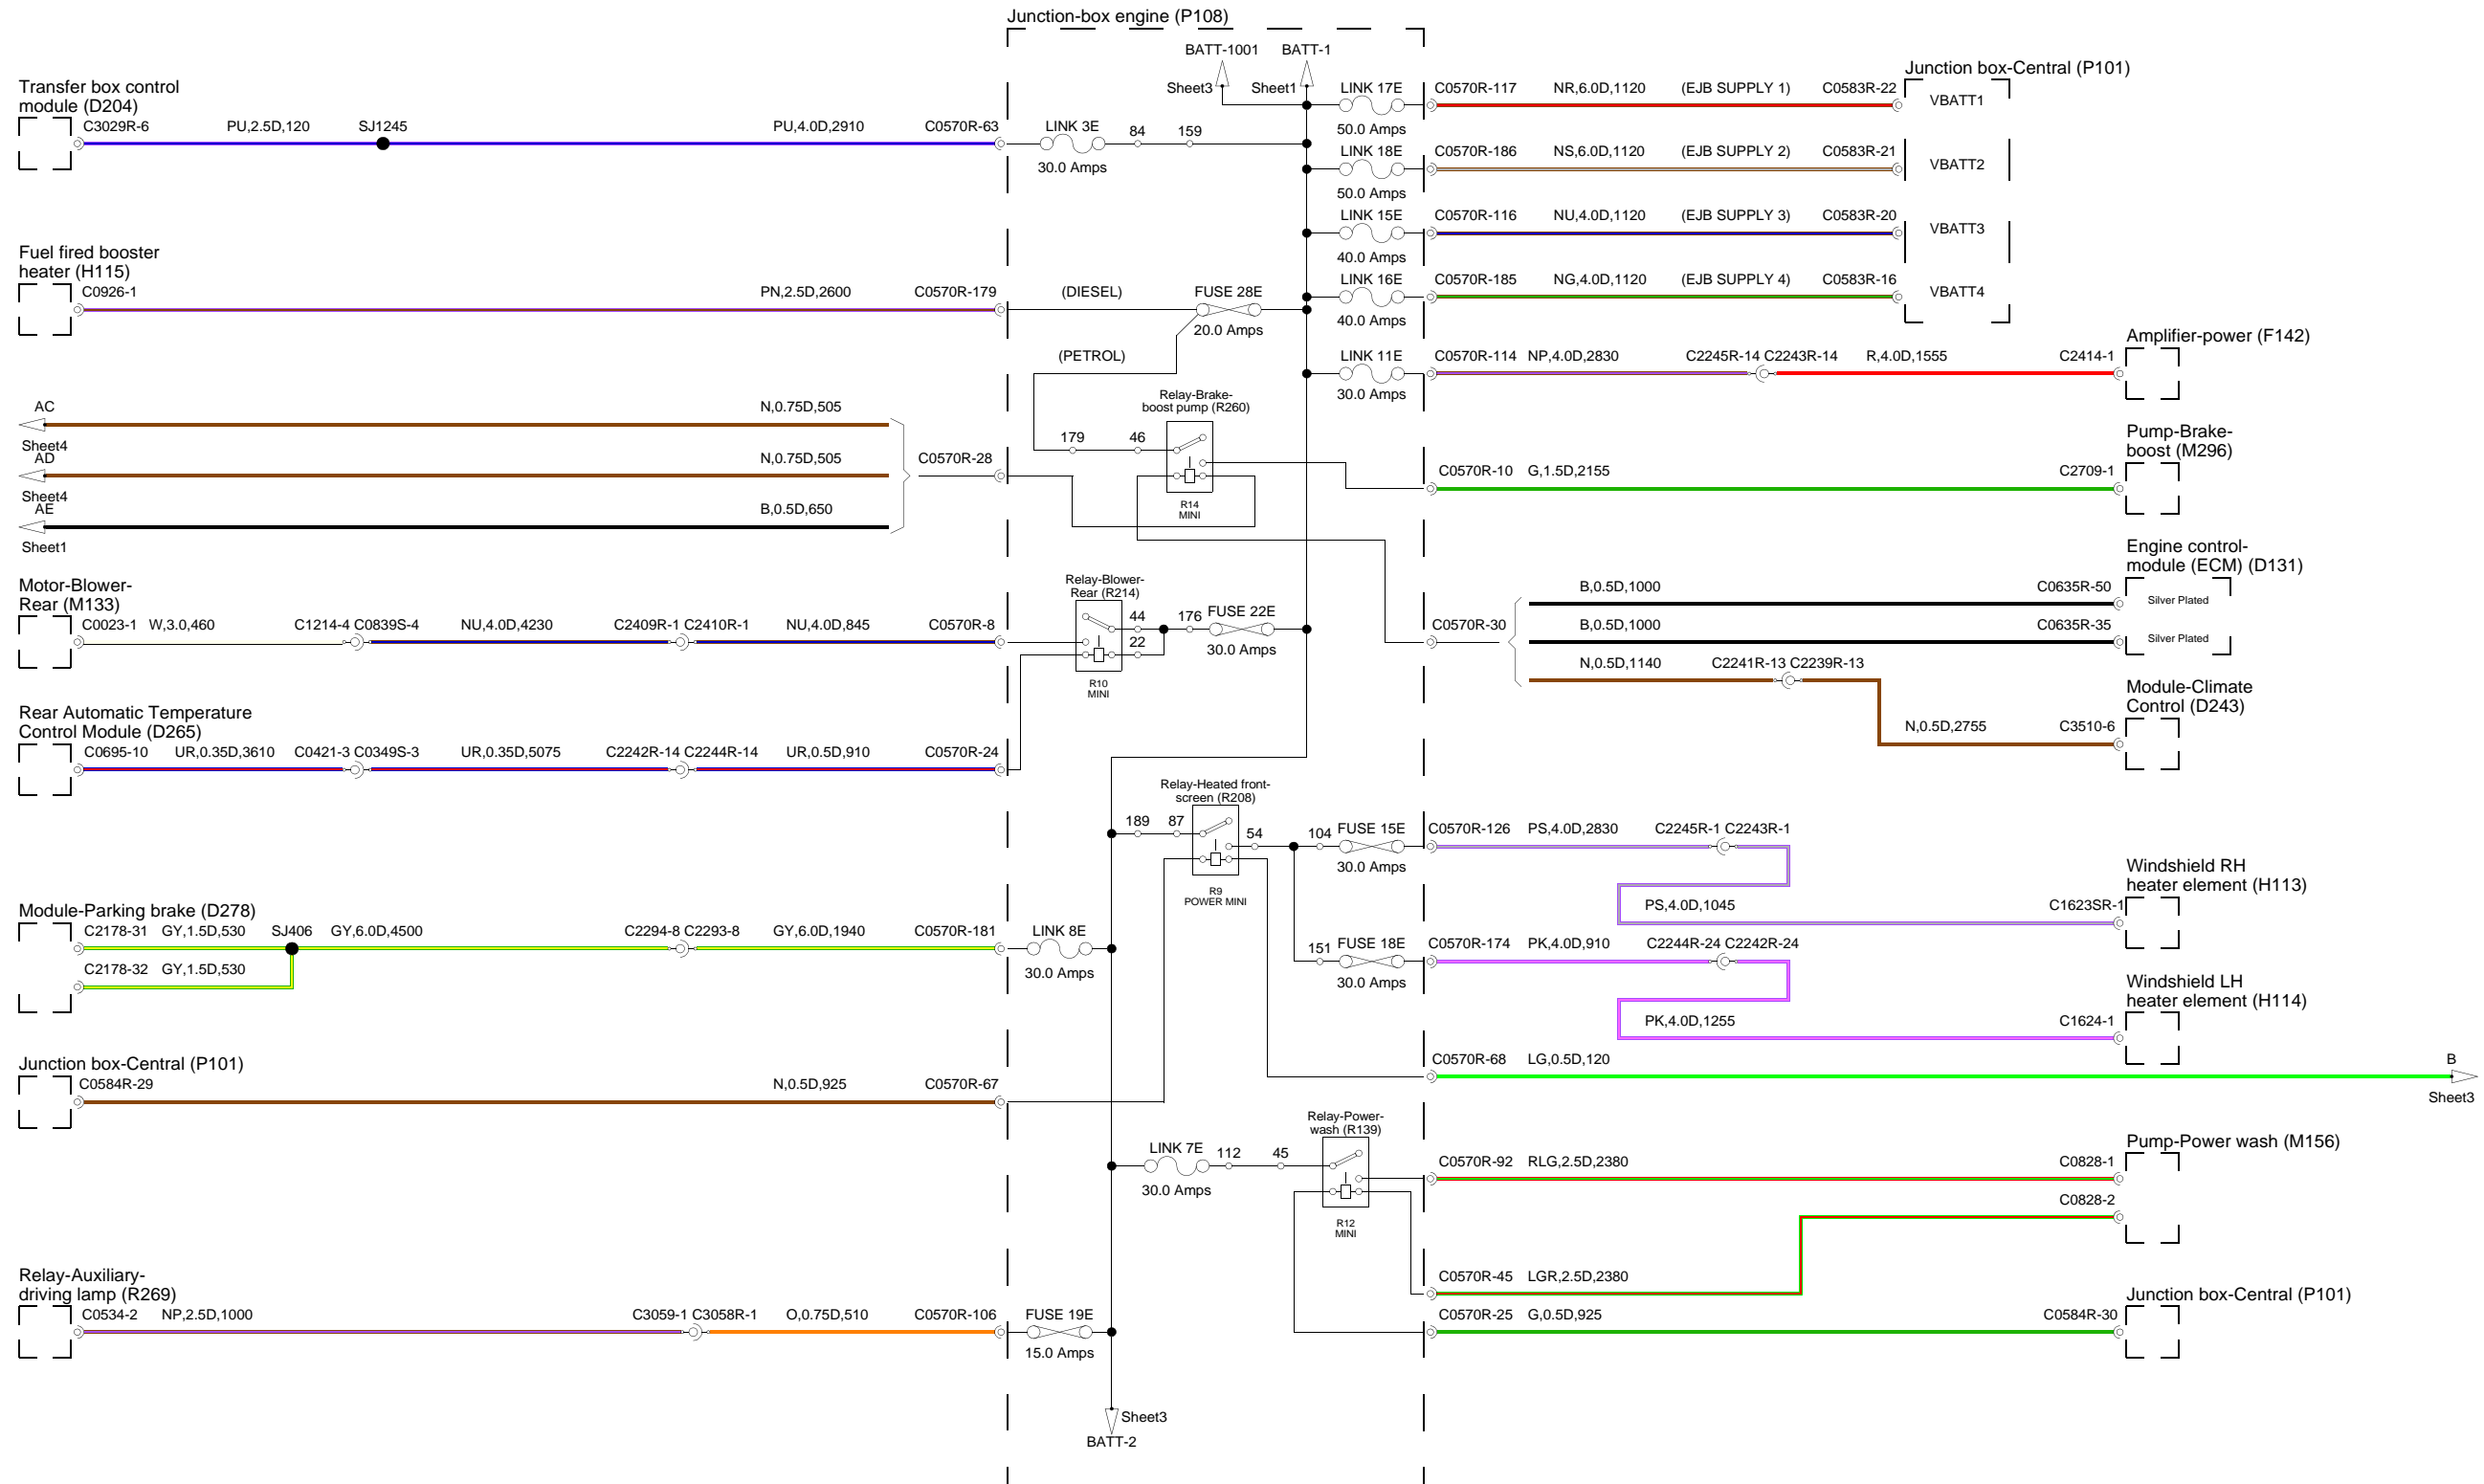 Junction-box engine (P108)
BATT-1001 BATT-1
Sheet3 Sheet1
Transfer box control
module (D204)
C3029R-6 PU,2.5D,120 SJ1245 PU,4.0D,2910 C0570R-63
LINK 3E 84 159
30.0 Amps
LINK 17E C0570R-117 NR,6.0D,1120 (EJB SUPPLY 1) C0583R-22
50.0 Amps
Junction box-Central (P101)
VBATT1
LINK 18E C0570R-186 NS,6.0D,1120 (EJB SUPPLY 2) C0583R-21
50.0 Amps
VBATT2
LINK 15E C0570R-116 NU,4.0D,1120 (EJB SUPPLY 3) C0583R-20
40.0 Amps
VBATT3
LINK 16E C0570R-185 NG,4.0D,1120 (EJB SUPPLY 4) C0583R-16
40.0 Amps
VBATT4
Fuel fired booster
heater (H115)
C0926-1 PN,2.5D,2600 C0570R-179
(DIESEL) FUSE 28E
20.0 Amps
(PETROL)
LINK 11E C0570R-114 NP,4.0D,2830 C2245R-14 C2243R-14 R,4.0D,1555 C2414-1
30.0 Amps
Amplifier-power (F142)
AC N,0.75D,505
Sheet4
AD N,0.75D,505 C0570R-28
Sheet4
AE B,0.5D,650
Sheet1
Relay-Brake-
boost pump (R260)
179 46
R14
MINI
C0570R-10 G,1.5D,2155 C2709-1
Pump-Brake-
boost (M296)
Engine control-
module (ECM) (D131)
B,0.5D,1000 C0635R-50
Silver Plated
C0570R-30
B,0.5D,1000 C0635R-35
Silver Plated
N,0.5D,1140 C2241R-13 C2239R-13
Module-Climate
Control (D243)
N,0.5D,2755 C3510-6
Motor-Blower-
Rear (M133)
C0023-1 W,3.0,460 C1214-4 C0839S-4 NU,4.0D,4230 C2409R-1 C2410R-1 NU,4.0D,845 C0570R-8
Relay-Blower-
Rear (R214)
44 176 FUSE 22E
22 30.0 Amps
R10
MINI
Rear Automatic Temperature
Control Module (D265)
C0695-10 UR,0.35D,3610 C0421-3 C0349S-3 UR,0.35D,5075 C2242R-14 C2244R-14 UR,0.5D,910 C0570R-24
Relay-Heated front-
screen (R208)
189 87 54 104 FUSE 15E C0570R-126 PS,4.0D,2830 C2245R-1 C2243R-1
30.0 Amps
R9
POWER MINI
Windshield RH
heater element (H113)
PS,4.0D,1045 C1623SR-1
Module-Parking brake (D278)
C2178-31 GY,1.5D,530 SJ406 GY,6.0D,4500 C2294-8 C2293-8 GY,6.0D,1940 C0570R-181
LINK 8E
30.0 Amps
C2178-32 GY,1.5D,530
151 FUSE 18E C0570R-174 PK,4.0D,910 C2244R-24 C2242R-24
30.0 Amps
Windshield LH
heater element (H114)
PK,4.0D,1255 C1624-1
Junction box-Central (P101)
C0584R-29 N,0.5D,925 C0570R-67
C0570R-68 LG,0.5D,120 B
Sheet3
Relay-Power-
wash (R139)
LINK 7E 112 45
30.0 Amps
R12
MINI
Pump-Power wash (M156)
C0570R-92 RLG,2.5D,2380 C0828-1
C0828-2
C0570R-45 LGR,2.5D,2380
Relay-Auxiliary-
driving lamp (R269)
C0534-2 NP,2.5D,1000 C3059-1 C3058R-1 O,0.75D,510 C0570R-106
FUSE 19E
15.0 Amps
Junction box-Central (P101)
C0570R-25 G,0.5D,925 C0584R-30
Sheet3
BATT-2